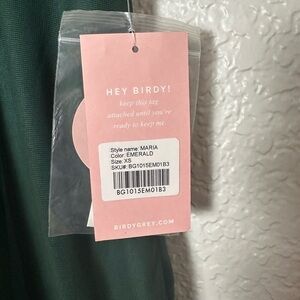 HEY BIRDY!
keep this tag
attached until you're
ready to keep me
Style name: MARIA
Color: EMERALD
Size: XS
SKU#: BG1015EM01B3
BG1015EM01B3
BIRDYGREY.COM